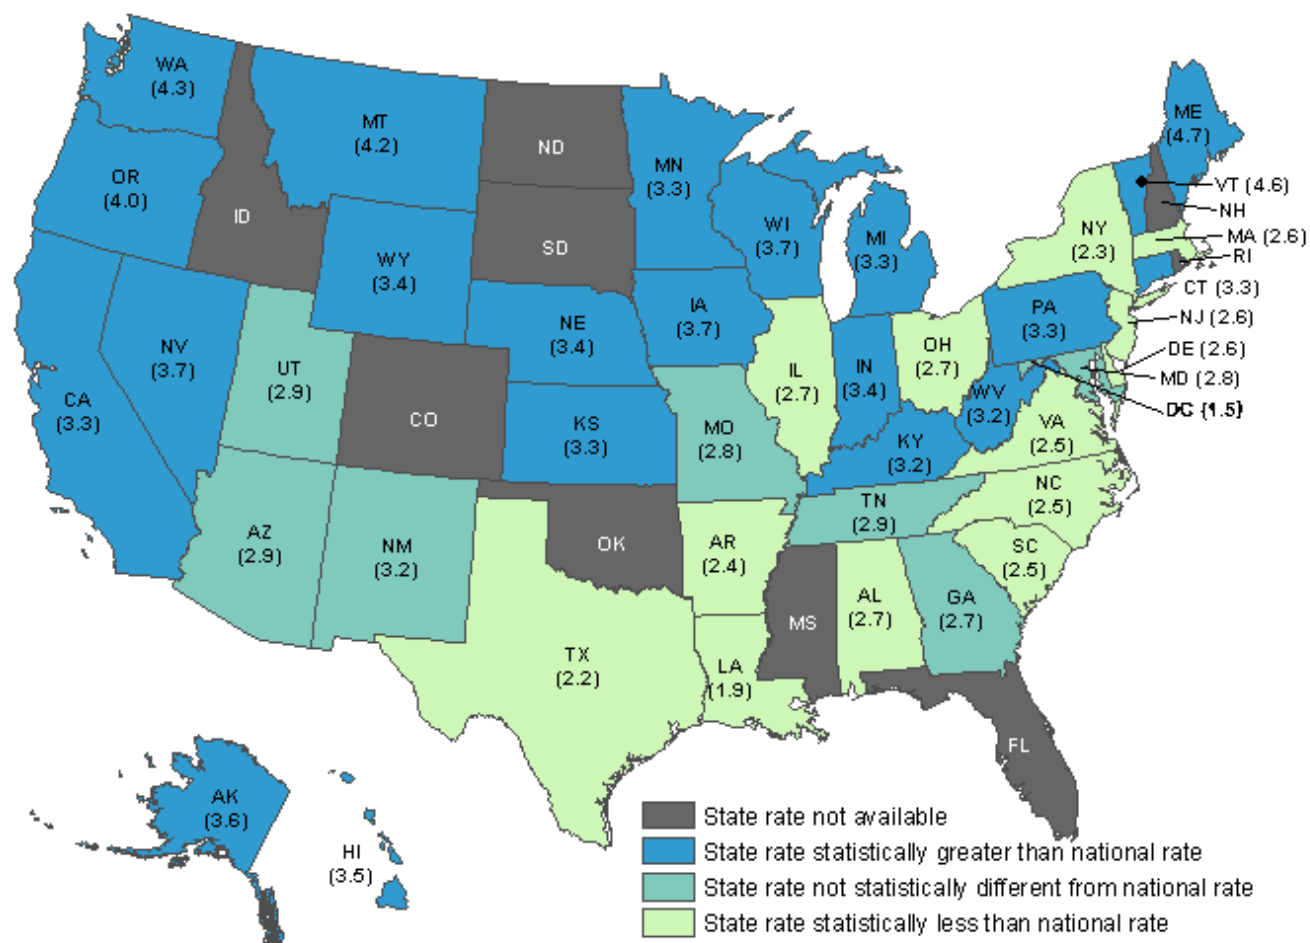 WA
(4.3)
MT
(4.2)
ND
MN
(3.3)
ME
(4.7)
OR
(4.0)
ID
SD
WI
(3.7)
MI
(3.3)
NY
(2.3)
VT (4.6)
NH
MA (2.6)
RI
CT (3.3)
NJ (2.6)
DE (2.6)
MD (2.8)
DC (1.5)
WY
(3.4)
NE
(3.4)
IA
(3.7)
PA
(3.3)
NV
(3.7)
UT
(2.9)
IL
(2.7)
IN
(3.4)
OH
(2.7)
CA
(3.3)
CO
KS
(3.3)
MO
(2.8)
WV
(3.2)
KY
(3.2)
VA
(2.5)
NC
(2.5)
TN
(2.9)
AZ
(2.9)
NM
(3.2)
OK
AR
(2.4)
SC
(2.5)
MS
AL
(2.7)
GA
(2.7)
TX
(2.2)
LA
(1.9)
FL
AK
(3.6)
HI
(3.5)
State rate not available
State rate statistically greater than national rate
State rate not statistically different from national rate
State rate statistically less than national rate